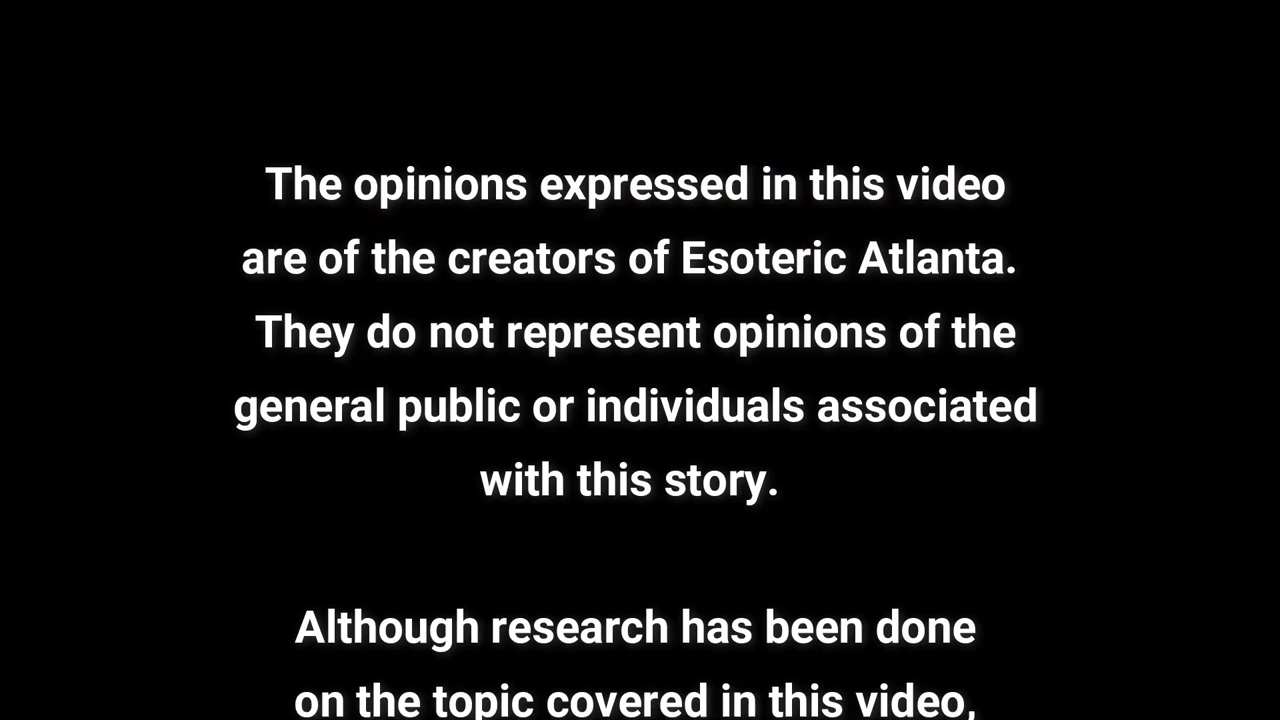 The opinions expressed in this video
are of the creators of Esoteric Atlanta.
They do not represent opinions of the
general public or individuals associated
with this story.
Although research has been done
on the topic covered in this video,